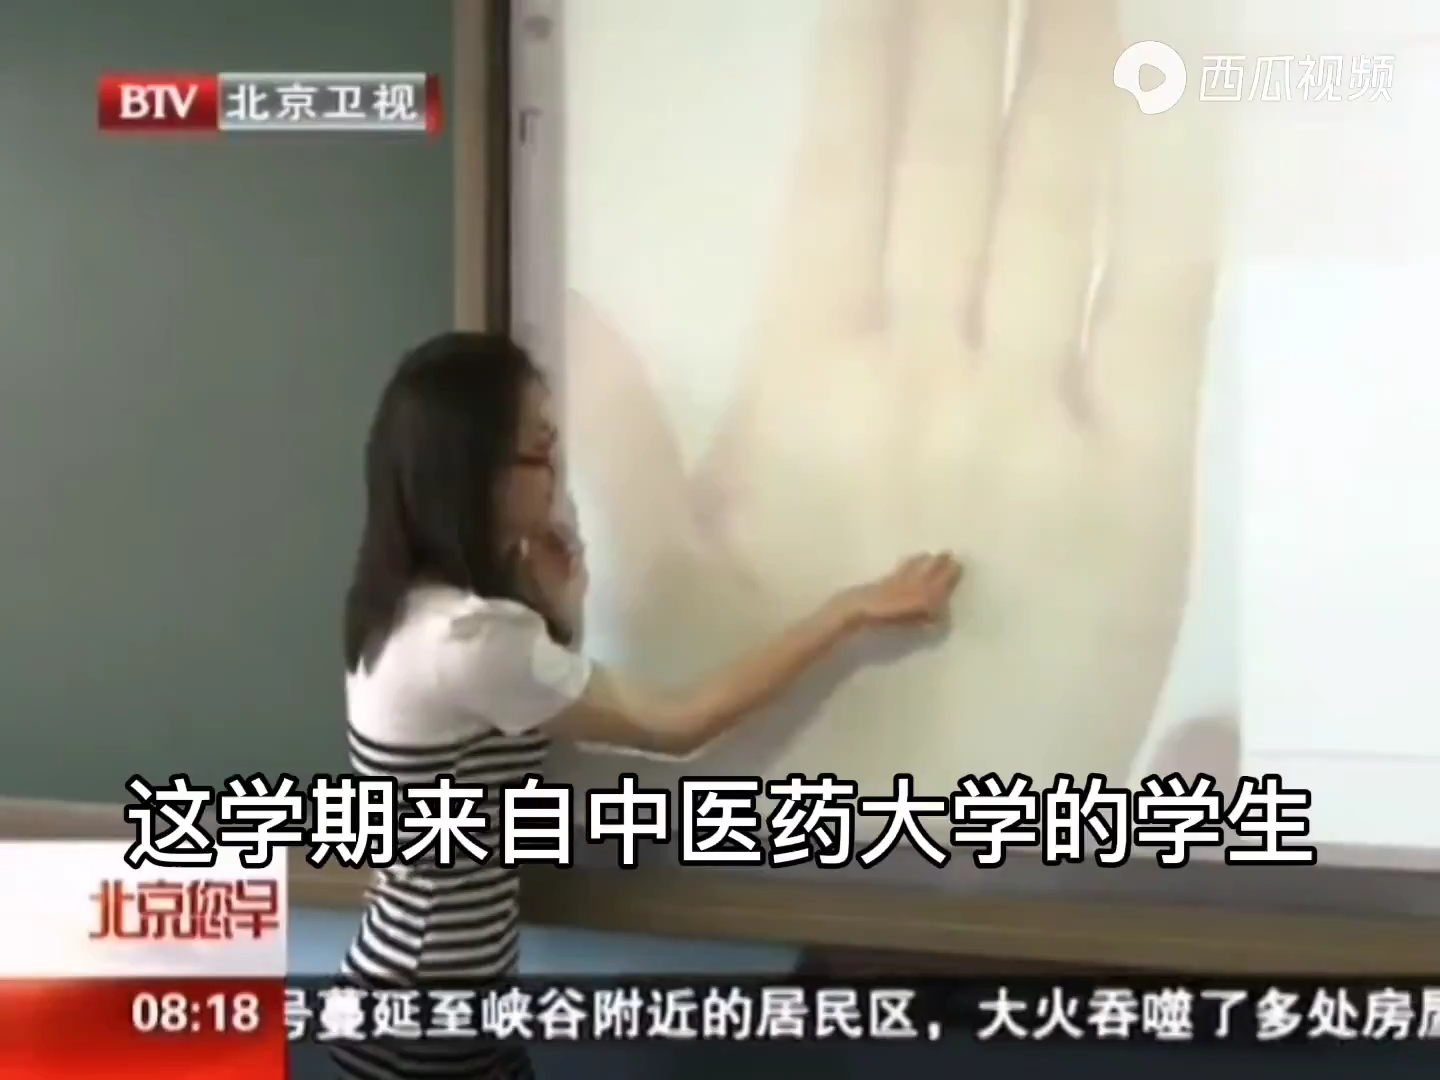 BTV 北京卫视
西瓜视频
这学期来自中医药大学的学生
北京您早
08:18
蔓延至峡谷附近的居民区，大火吞噬了多处房